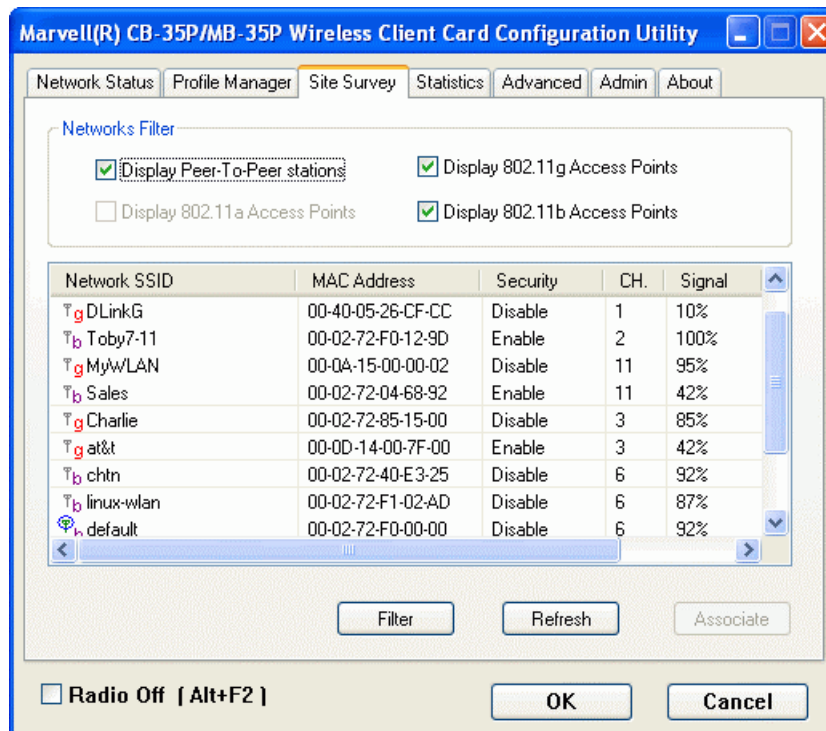 Marvell(R) CB-35P/MB-35P Wireless Client Card Configuration Utility
Network Status Profile Manager Site Survey Statistics Advanced Admin About
Networks Filter
Display Peer-To-Peer stations Display 802.11g Access Points
Display 802.11a Access Points Display 802.11b Access Points
Network SSID MAC Address Security CH. Signal
g DLinkG 00-40-05-26-CF-CC Disable 1 10%
b Toby7-11 00-02-72-F0-12-9D Enable 2 100%
g MyWLAN 00-0A-15-00-00-02 Disable 11 95%
b Sales 00-02-72-04-68-92 Enable 11 42%
g Charlie 00-02-72-85-15-00 Disable 3 85%
g at&t 00-0D-14-00-7F-00 Enable 3 42%
b chtn 00-02-72-40-E3-25 Disable 6 92%
b linux-wlan 00-02-72-F1-02-AD Disable 6 87%
b default 00-02-72-F0-00-00 Disable 6 92%
Filter Refresh Associate
Radio Off ( Alt+F2 ) OK Cancel